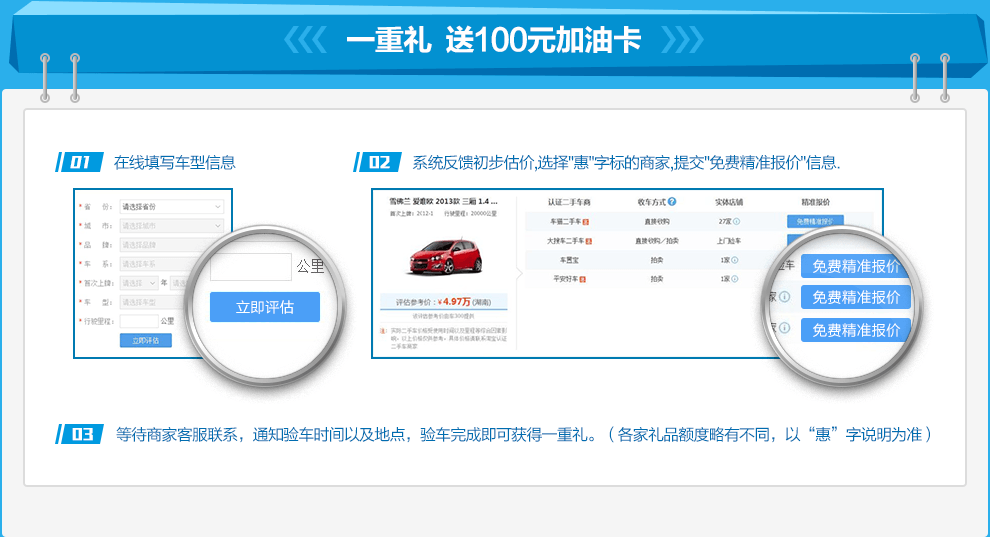 一重礼 送100元加油卡
01 在线填写车型信息
02 系统反馈初步估价,选择"惠"字标的商家,提交"免费精准报价"信息.
* 省 份： 请选择省份
* 城 市： 请选择城市
* 品 牌： 请选择品牌
* 车 系： 请选择车系
* 首次上牌： 请选择 年 请选
* 车 型： 请选择车型
* 行驶里程： 公里
立即评估
公里
立即评估
雪佛兰 爱唯欧 2013款 三厢 1.4 ...
首次上牌：2012-1 行驶里程：20000公里
评估参考价：¥4.97万 (湖南)
认证二手车商 收车方式 ? 实体店铺 精准报价
车猫二手车 直接收购 27家 免费精准报价
大搜车二手车 直接收购／拍卖 上门验车
车置宝 拍卖 1家
平安好车 拍卖 1家
验车 免费精准报价
家 免费精准报价
家 免费精准报价
03 等待商家客服联系，通知验车时间以及地点，验车完成即可获得一重礼。（各家礼品额度略有不同，以“惠”字说明为准）